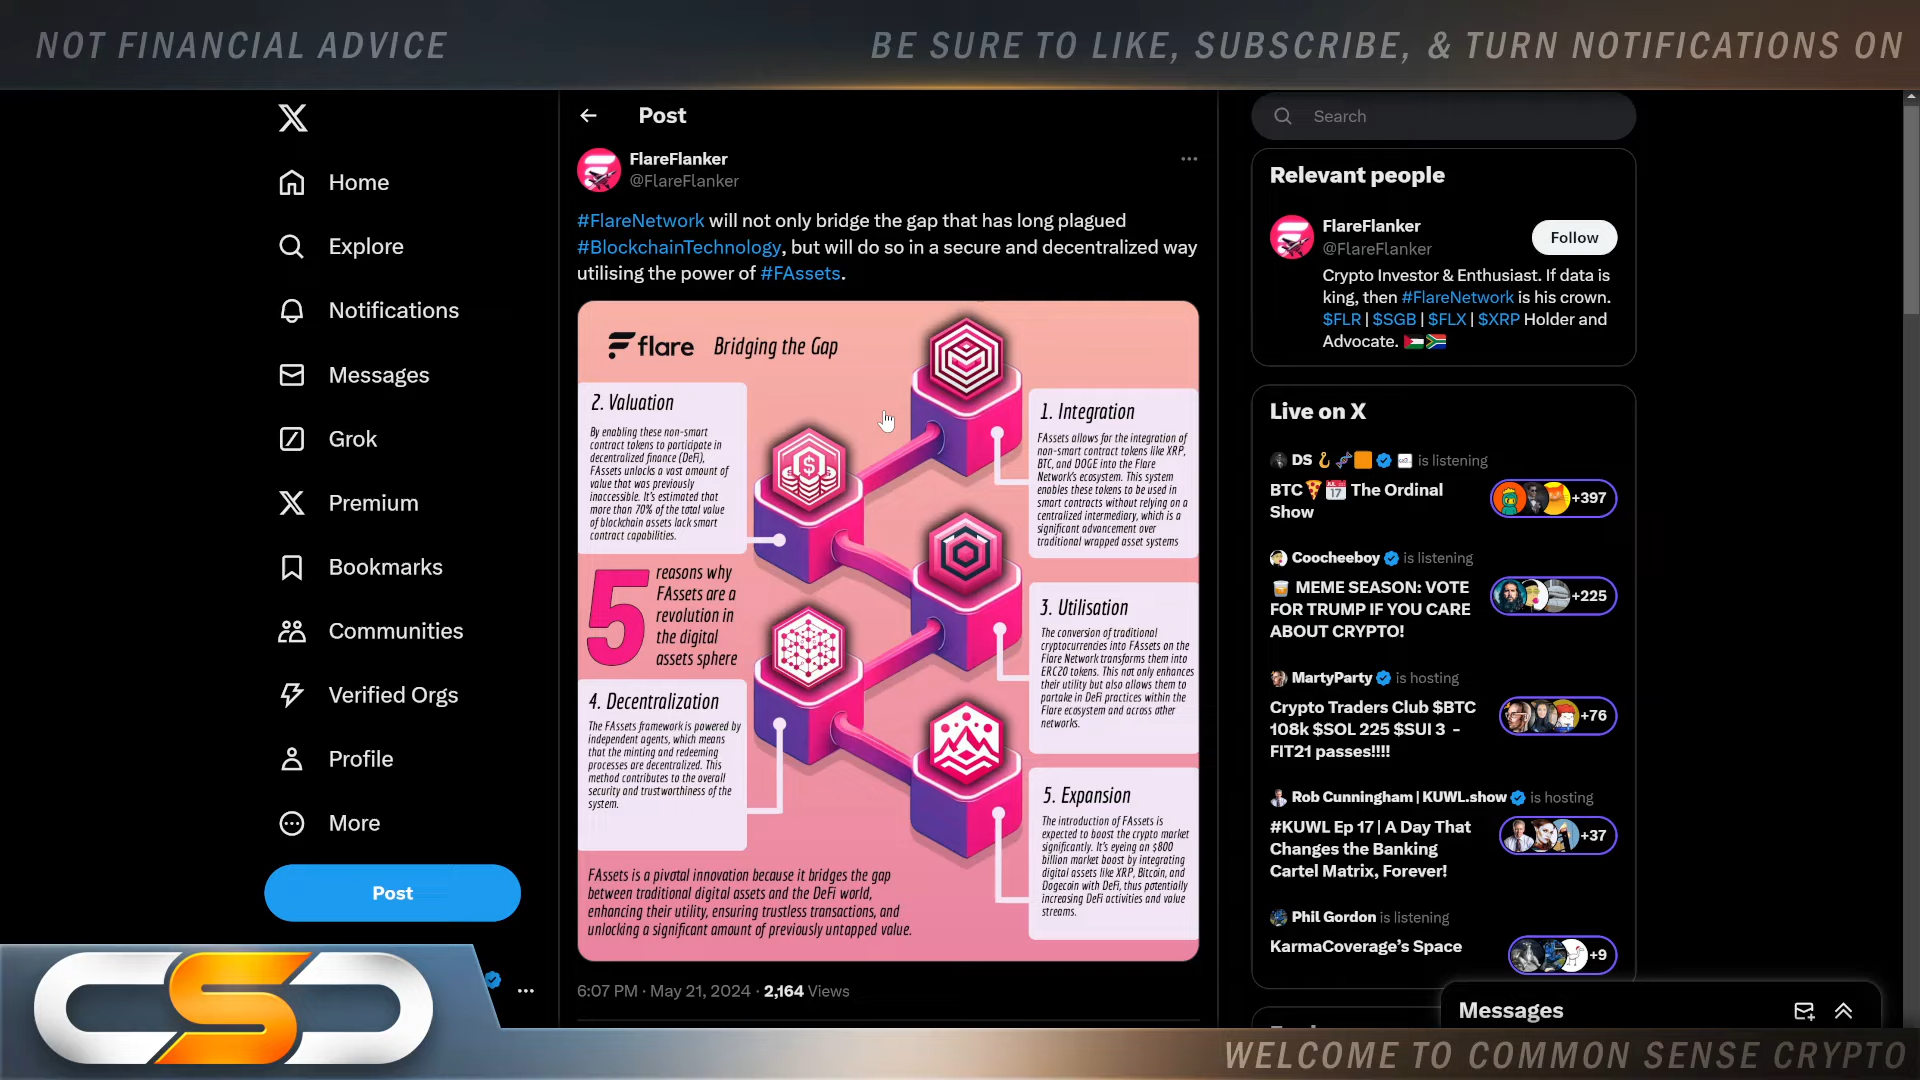 NOT FINANCIAL ADVICE
BE SURE TO LIKE, SUBSCRIBE, & TURN NOTIFICATIONS ON
Home
Explore
Notifications
Messages
Grok
Premium
Bookmarks
Communities
Verified Orgs
Profile
More
Post
Post
FlareFlanker
@FlareFlanker
#FlareNetwork will not only bridge the gap that has long plagued
#BlockchainTechnology, but will do so in a secure and decentralized way
utilising the power of #FAssets.
flare
Bridging the Gap
1. Integration
FAssets allows for the integration of
non-smart contract tokens like XRP,
BTC, and DOGE into the Flare
Network's ecosystem. This system
enables these tokens to be used in
smart contracts without relying on a
centralized intermediary, which is a
significant advancement over
traditional wrapped asset systems
2. Valuation
By enabling these non-smart
contract tokens to participate in
decentralized finance (DeFi),
FAssets unlocks a vast amount of
value that was previously
inaccessible. It's estimated that
more than 70% of the total value
of blockchain assets lack smart
contract capabilities.
5
reasons why
FAssets are a
revolution in
the digital
assets sphere
3. Utilisation
The conversion of traditional
cryptocurrencies into FAssets on the
Flare Network transforms them into
ERC20 tokens. This not only enhances
their utility but also allows them to
partake in DeFi practices within the
Flare ecosystem and across other
networks.
4. Decentralization
The FAssets framework is powered by
independent agents, which means
that the minting and redeeming
processes are decentralized. This
method contributes to the overall
security and trustworthiness of the
system.
5. Expansion
The introduction of FAssets is
expected to boost the crypto market
significantly. It's eyeing an $800
billion market boost by integrating
digital assets like XRP, Bitcoin, and
Dogecoin with DeFi, thus potentially
increasing DeFi activities and value
streams.
FAssets is a pivotal innovation because it bridges the gap
between traditional digital assets and the DeFi world,
enhancing their utility, ensuring trustless transactions, and
unlocking a significant amount of previously untapped value.
6:07 PM · May 21, 2024 · 2,164 Views
Search
Relevant people
FlareFlanker
@FlareFlanker
Follow
Crypto Investor & Enthusiast. If data is
king, then #FlareNetwork is his crown.
$FLR | $SGB | $FLX | $XRP Holder and
Advocate.
Live on X
DS is listening
BTC The Ordinal
Show
+397
Coocheeboy is listening
MEME SEASON: VOTE
FOR TRUMP IF YOU CARE
ABOUT CRYPTO!
+225
MartyParty is hosting
Crypto Traders Club $BTC
108k $SOL 225 $SUI 3 -
FIT21 passes!!!!
+76
Rob Cunningham | KUWL.show is hosting
#KUWL Ep 17 | A Day That
Changes the Banking
Cartel Matrix, Forever!
+37
Phil Gordon is listening
KarmaCoverage's Space
+9
Messages
CSC
WELCOME TO COMMON SENSE CRYPTO